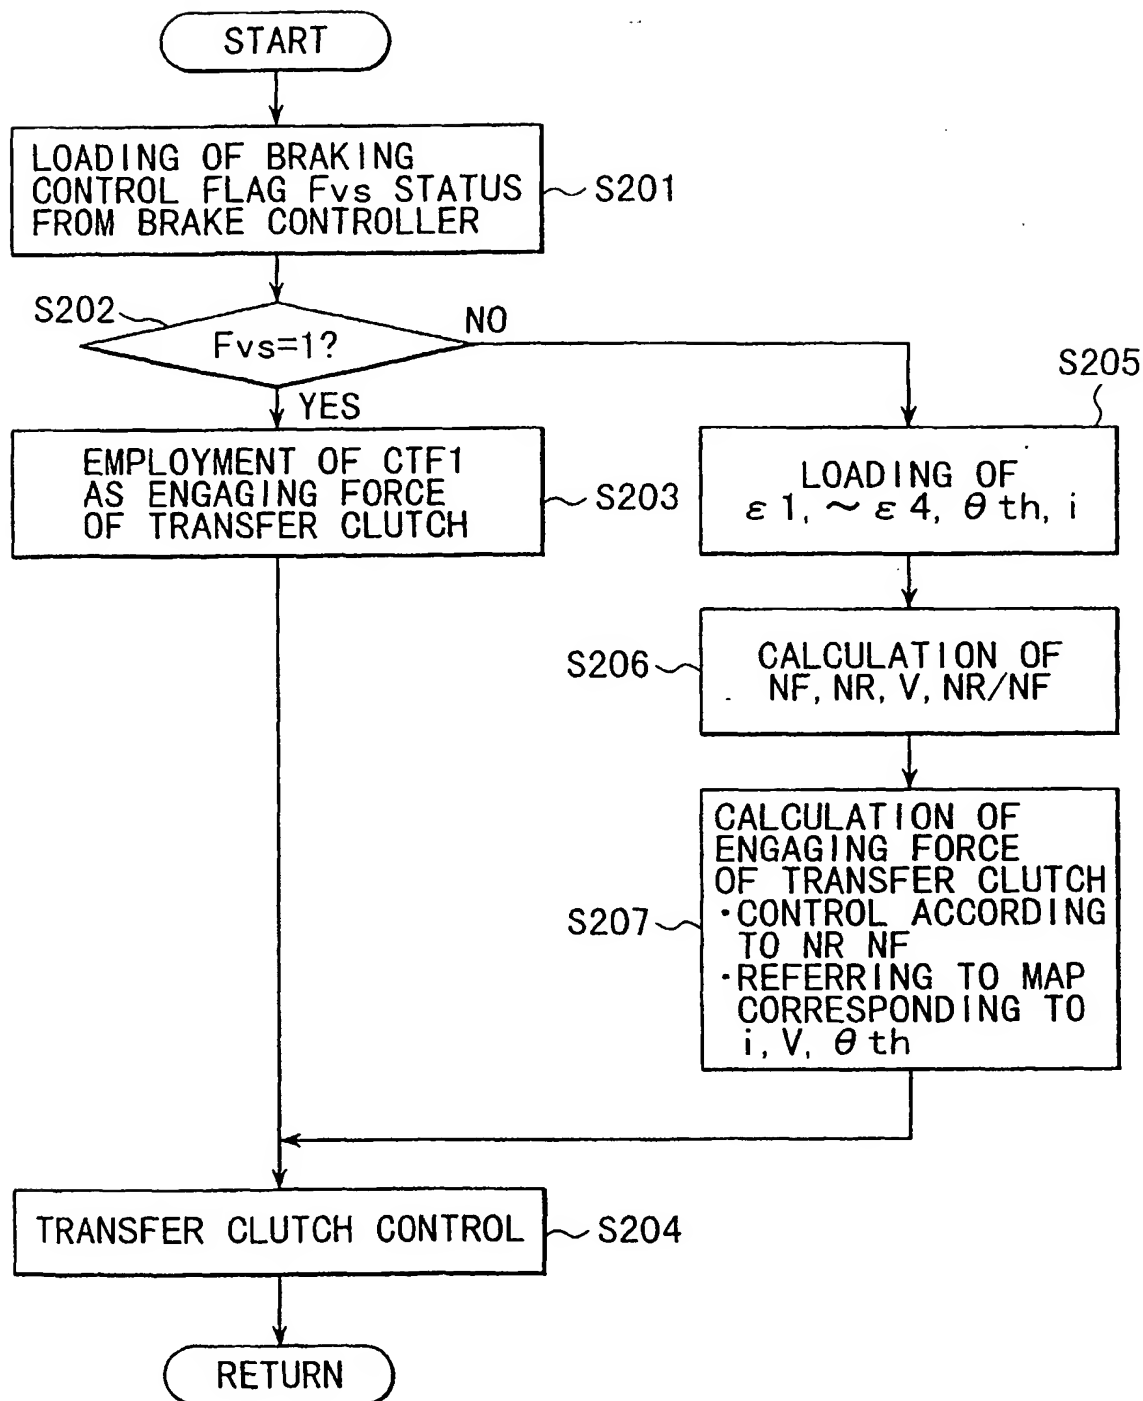 START
LOADING OF BRAKING
CONTROL FLAG Fvs STATUS
FROM BRAKE CONTROLLER
S201
S202
Fvs=1?
NO
YES
EMPLOYMENT OF CTF1
AS ENGAGING FORCE
OF TRANSFER CLUTCH
S203
S205
LOADING OF
ε1, ~ ε4, θth, i
S206
CALCULATION OF
NF, NR, V, NR/NF
S207
CALCULATION OF
ENGAGING FORCE
OF TRANSFER CLUTCH
・CONTROL ACCORDING
TO NR NF
・REFERRING TO MAP
CORRESPONDING TO
i, V, θth
TRANSFER CLUTCH CONTROL
S204
RETURN